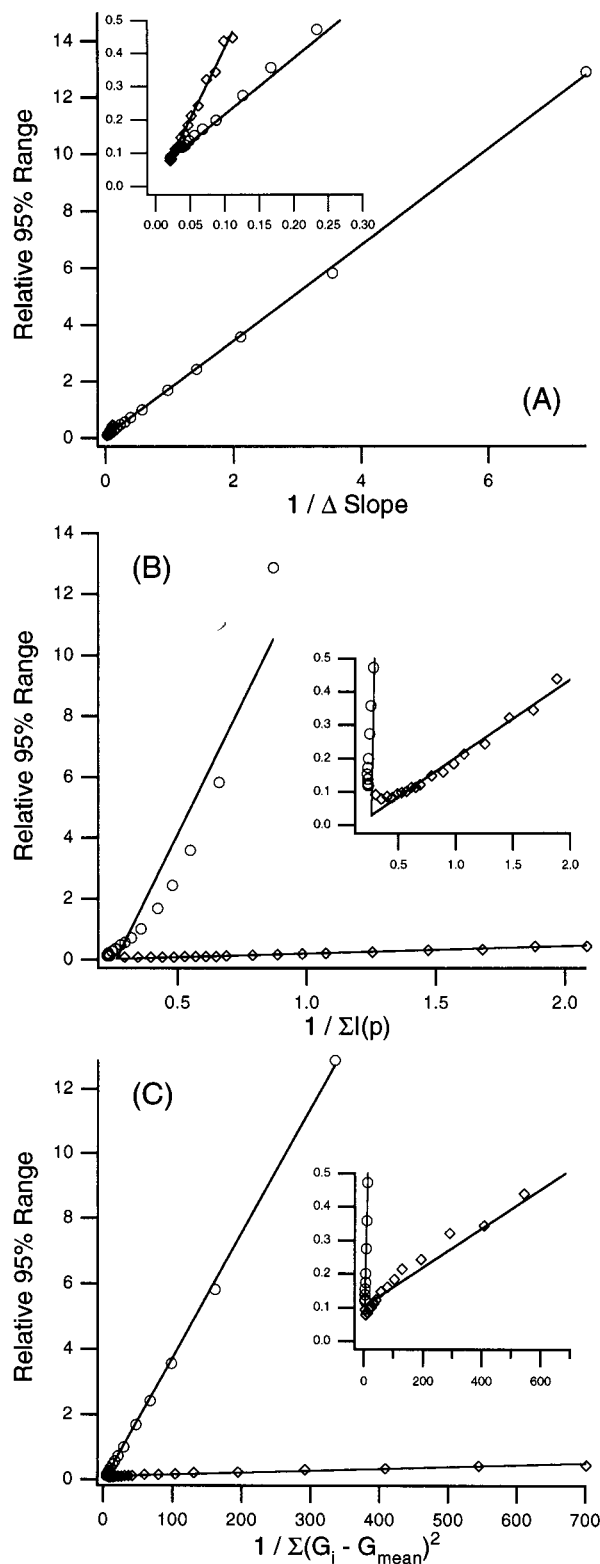 14
12
10
8
6
4
2
0
Relative 95% Range
0.5
0.4
0.3
0.2
0.1
0.0
0.00 0.05 0.10 0.15 0.20 0.25 0.30
(A)
0 2 4 6
1 / Δ Slope
14
12
10
8
6
4
2
0
Relative 95% Range
(B)
0.5
0.4
0.3
0.2
0.1
0.0
0.5 1.0 1.5 2.0
0.5 1.0 1.5 2.0
1 / ΣI(p)
12
10
8
6
4
2
0
Relative 95% Range
(C)
0.5
0.4
0.3
0.2
0.1
0.0
0 200 400 600
0 100 200 300 400 500 600 700
1 / Σ(G_i - G_mean)^2